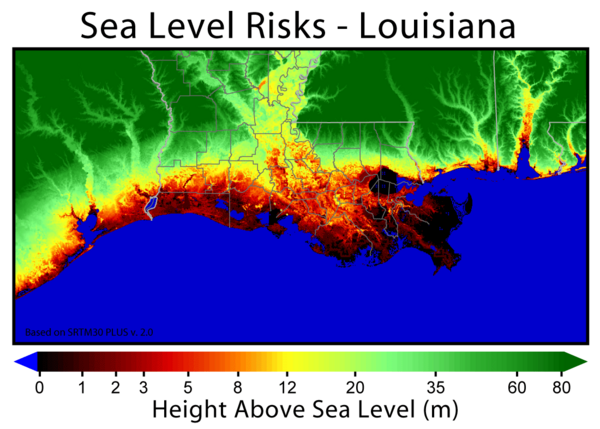 Sea Level Risks - Louisiana
Based on SRTM30 PLUS v. 2.0
0 1 2 3 5 8 12 20 35 60 80
Height Above Sea Level (m)